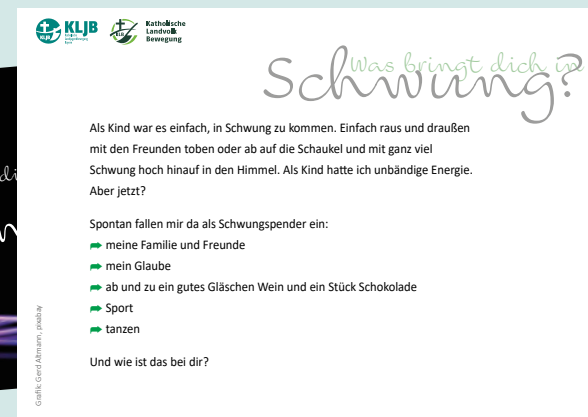 KLJB
Katholische
Landvolk
Bewegung
Was bringt dich in
Schwung?
Als Kind war es einfach, in Schwung zu kommen. Einfach raus und draußen
mit den Freunden toben oder ab auf die Schaukel und mit ganz viel
Schwung hoch hinauf in den Himmel. Als Kind hatte ich unbändige Energie.
Aber jetzt?
Spontan fallen mir da als Schwungspender ein:
meine Familie und Freunde
mein Glaube
ab und zu ein gutes Gläschen Wein und ein Stück Schokolade
Sport
tanzen
Und wie ist das bei dir?
Grafik: Gerd Altmann, pixabay